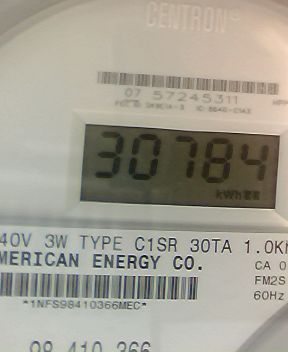 CENTRON®
07 57245311
30784
kWh
40V 3W TYPE C1SR 30TA 1.0K
MERICAN ENERGY CO.
CA 0
FM2S
*1NFS98410366MEC*
60Hz
98 410 366